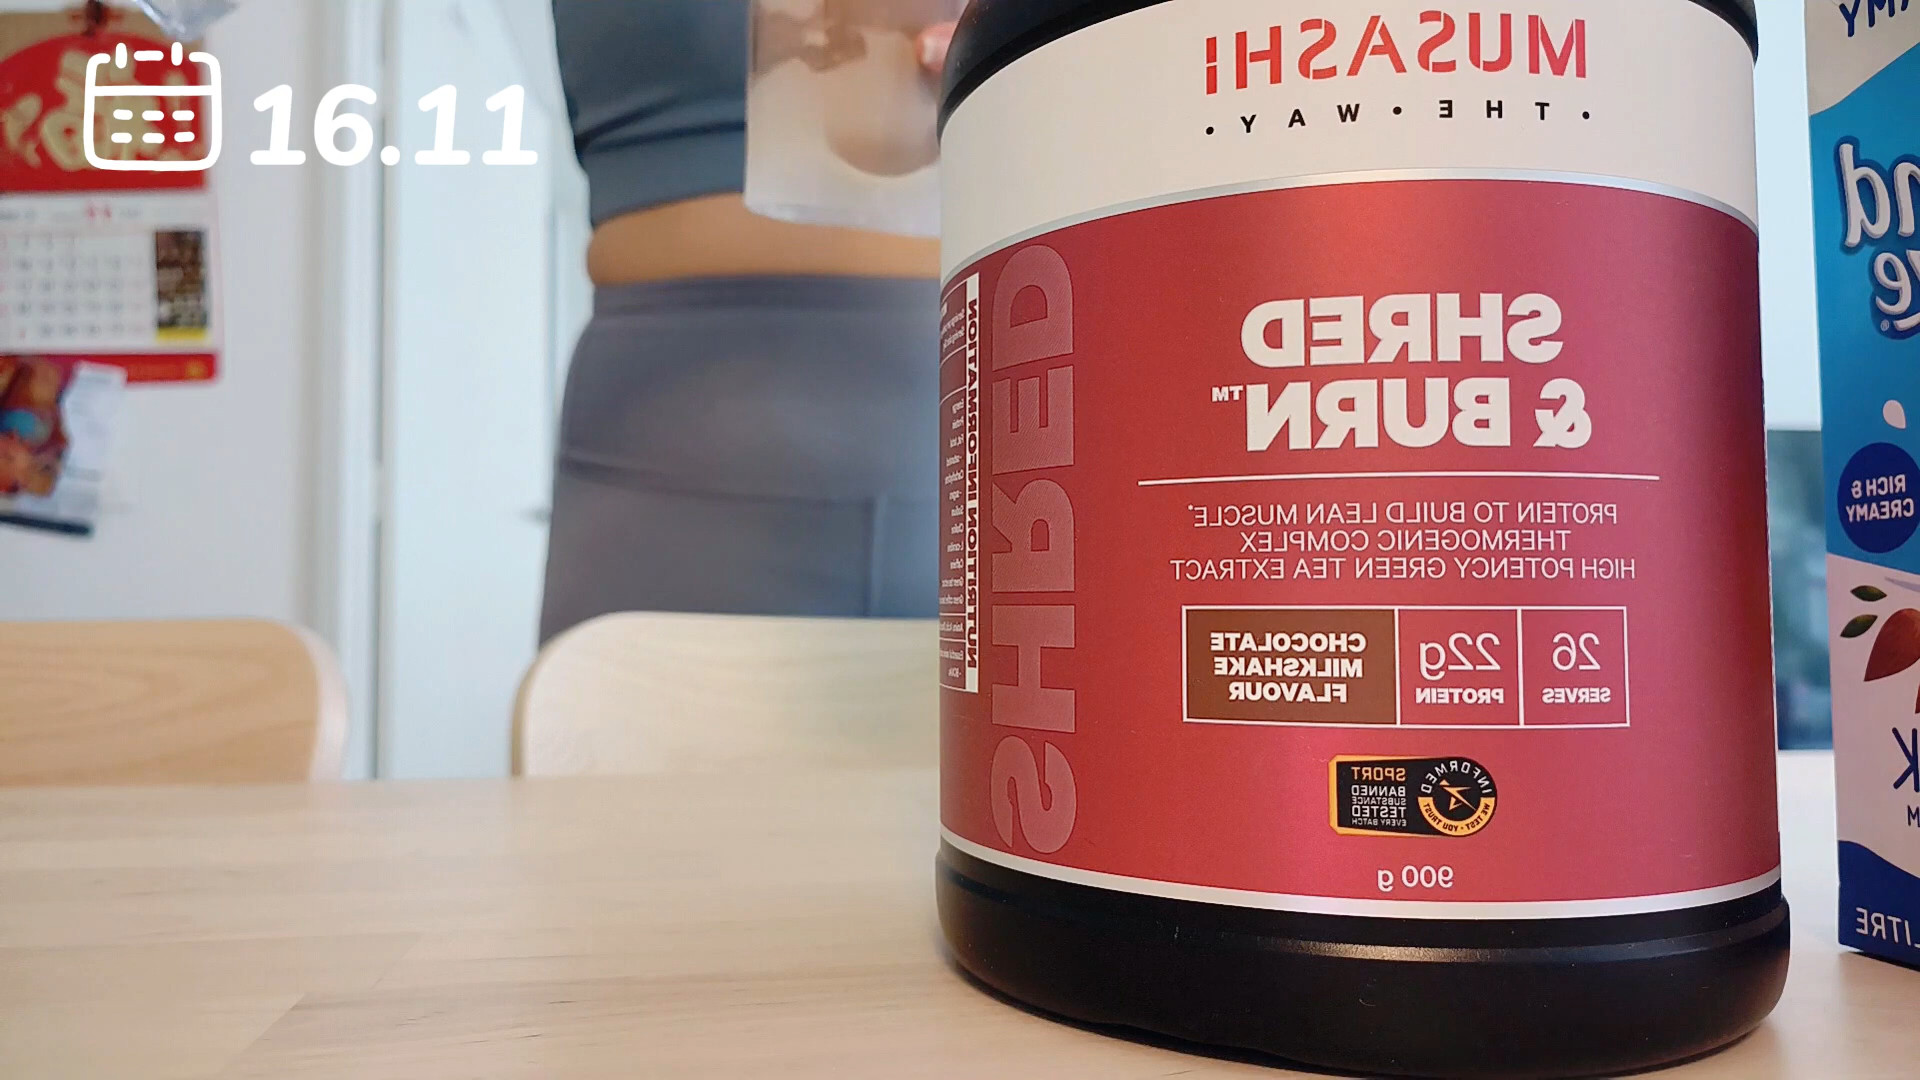 16.11
MUSASHI
• THE • WAY •
SHRED
& BURN™
PROTEIN TO BUILD LEAN MUSCLE*
THERMOGENIC COMPLEX
HIGH POTENCY GREEN TEA EXTRACT
26
SERVES
22g
PROTEIN
CHOCOLATE
MILKSHAKE
FLAVOUR
INFORMED
WE TEST • YOU TRUST
SPORT
BANNED
SUBSTANCE
TESTED
EVERY BATCH
900 g
SHRED
NUTRITION INFORMATION
RICH &
CREAMY